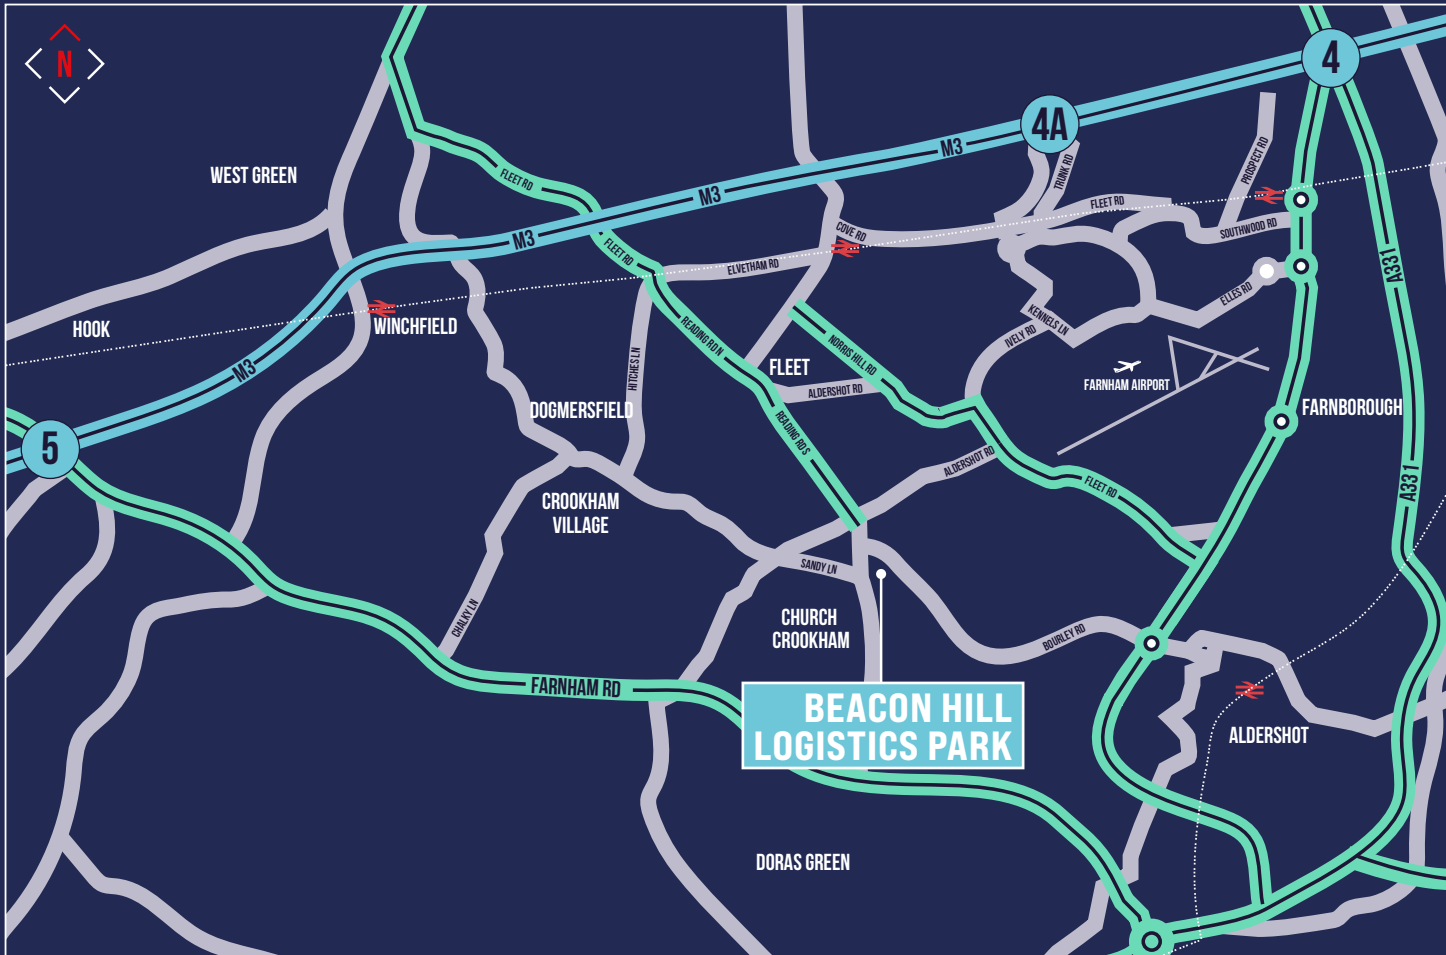 N
4
4A
M3
PROSPECT RD
TRUNK RD
WEST GREEN
FLEET RD
M3
FLEET RD
SOUTHWOOD RD
COVE RD
M3
FLEET RD
ELVETHAM RD
A331
ELLES RD
HOOK
WINCHFIELD
KENNELS LN
IVELY RD
READING RD N
NORRIS HILL RD
M3
HITCHES LN
FLEET
ALDERSHOT RD
FARNHAM AIRPORT
DOGMERSFIELD
FARNBOROUGH
READING RD S
5
ALDERSHOT RD
A331
FLEET RD
CROOKHAM
VILLAGE
SANDY LN
CHALKY LN
CHURCH
CROOKHAM
BOURLEY RD
FARNHAM RD
BEACON HILL
LOGISTICS PARK
ALDERSHOT
DORAS GREEN